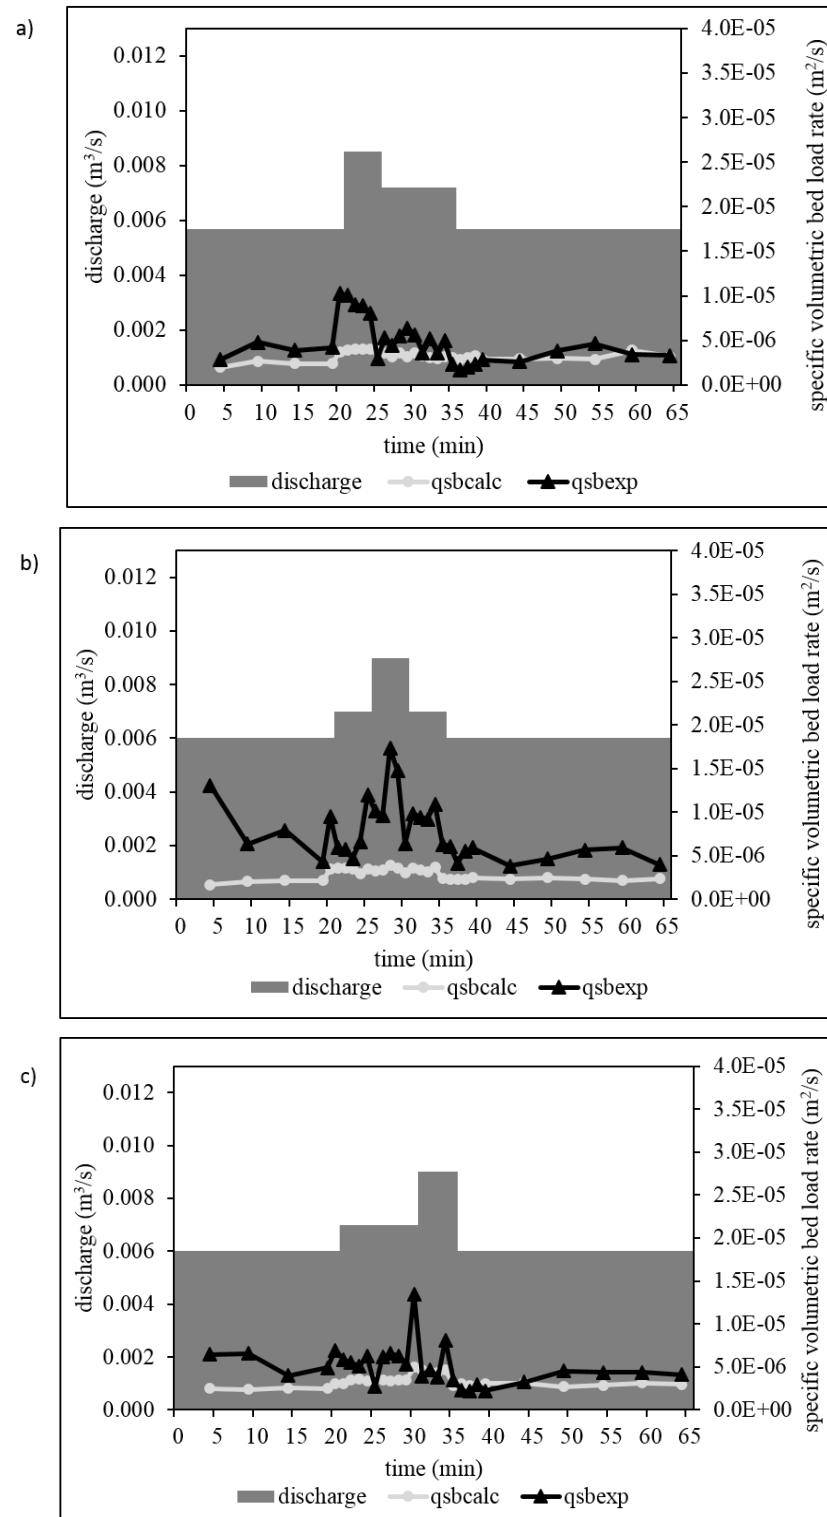 a)
discharge (m³/s)
0.012
0.010
0.008
0.006
0.004
0.002
0.000
4.0E-05
3.5E-05
3.0E-05
2.5E-05
2.0E-05
1.5E-05
1.0E-05
5.0E-06
0.0E+00
specific volumetric bed load rate (m²/s)
0 5 10 15 20 25 30 35 40 45 50 55 60 65
time (min)
discharge qsbcalc qsbexp
b)
discharge (m³/s)
0.012
0.010
0.008
0.006
0.004
0.002
0.000
4.0E-05
3.5E-05
3.0E-05
2.5E-05
2.0E-05
1.5E-05
1.0E-05
5.0E-06
0.0E+00
specific volumetric bed load rate (m²/s)
0 5 10 15 20 25 30 35 40 45 50 55 60 65
time (min)
discharge qsbcalc qsbexp
c)
discharge (m³/s)
0.012
0.010
0.008
0.006
0.004
0.002
0.000
4.0E-05
3.5E-05
3.0E-05
2.5E-05
2.0E-05
1.5E-05
1.0E-05
5.0E-06
0.0E+00
specific volumetric bed load rate (m²/s)
0 5 10 15 20 25 30 35 40 45 50 55 60 65
time (min)
discharge qsbcalc qsbexp